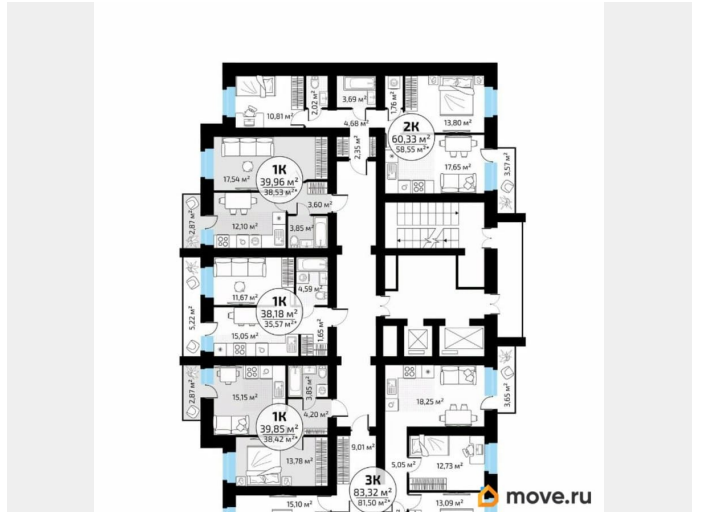 10,81 м²
2,02 м²
3,69 м²
1,76 м²
13,80 м²
4,68 м²
2,35 м²
2К
60,33 м²
58,55 м²*
17,65 м²
3,57 м²
17,54 м²
1К
39,96 м²
38,53 м²*
3,60 м²
2,87 м²
12,10 м²
3,85 м²
11,67 м²
4,59 м²
5,22 м²
1К
38,18 м²
35,57 м²*
15,05 м²
1,65 м²
2,87 м²
15,15 м²
3,85 м²
1К
39,85 м²
38,42 м²*
4,20 м²
13,78 м²
18,25 м²
3,65 м²
9,01 м²
5,05 м²
12,73 м²
3К
83,32 м²
81,50 м²*
15,10 м²
13,09 м²
move.ru